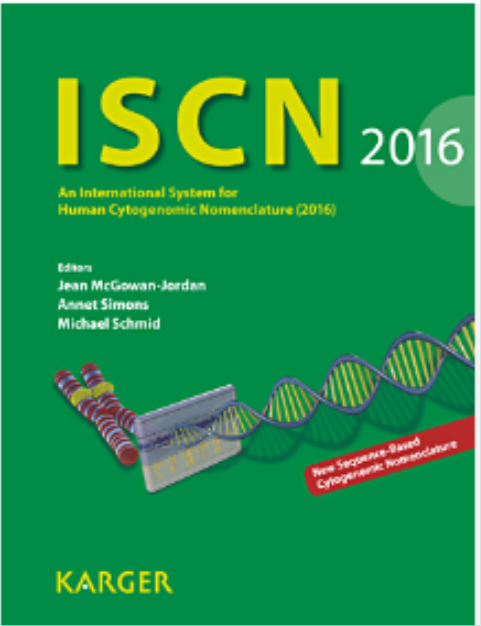 ISCN 2016
An International System for
Human Cytogenomic Nomenclature (2016)
Editors
Jean McGowan-Jordan
Annet Simons
Michael Schmid
New Sequence-Based
Cytogenomic Nomenclature
KARGER